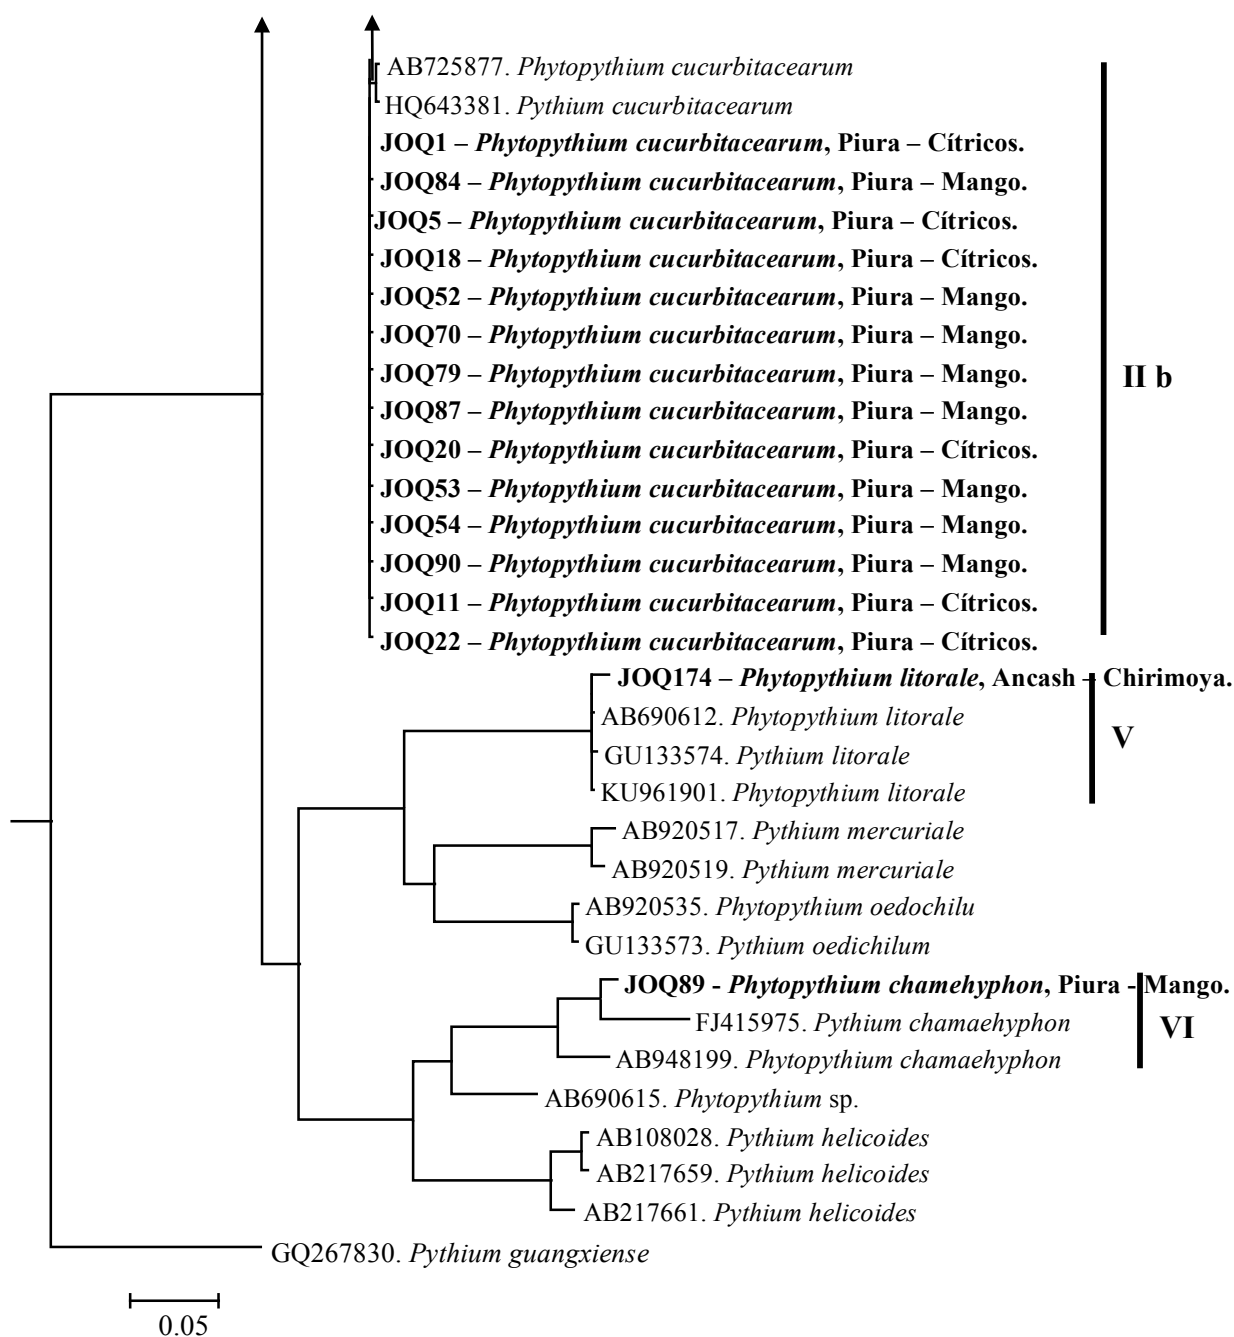 AB725877. Phytopythium cucurbitacearum
HQ643381. Pythium cucurbitacearum
JOQ1 – Phytopythium cucurbitacearum, Piura – Cítricos.
JOQ84 – Phytopythium cucurbitacearum, Piura – Mango.
JOQ5 – Phytopythium cucurbitacearum, Piura – Cítricos.
JOQ18 – Phytopythium cucurbitacearum, Piura – Cítricos.
JOQ52 – Phytopythium cucurbitacearum, Piura – Mango.
JOQ70 – Phytopythium cucurbitacearum, Piura – Mango.
JOQ79 – Phytopythium cucurbitacearum, Piura – Mango.
II b
JOQ87 – Phytopythium cucurbitacearum, Piura – Mango.
JOQ20 – Phytopythium cucurbitacearum, Piura – Cítricos.
JOQ53 – Phytopythium cucurbitacearum, Piura – Mango.
JOQ54 – Phytopythium cucurbitacearum, Piura – Mango.
JOQ90 – Phytopythium cucurbitacearum, Piura – Mango.
JOQ11 – Phytopythium cucurbitacearum, Piura – Cítricos.
JOQ22 – Phytopythium cucurbitacearum, Piura – Cítricos.
JOQ174 – Phytopythium litorale, Ancash – Chirimoya.
AB690612. Phytopythium litorale
V
GU133574. Pythium litorale
KU961901. Phytopythium litorale
AB920517. Pythium mercuriale
AB920519. Pythium mercuriale
AB920535. Phytopythium oedochilu
GU133573. Pythium oedichilum
JOQ89 - Phytopythium chamehyphon, Piura - Mango.
FJ415975. Pythium chamaehyphon
VI
AB948199. Phytopythium chamaehyphon
AB690615. Phytopythium sp.
AB108028. Pythium helicoides
AB217659. Pythium helicoides
AB217661. Pythium helicoides
GQ267830. Pythium guangxiense
0.05